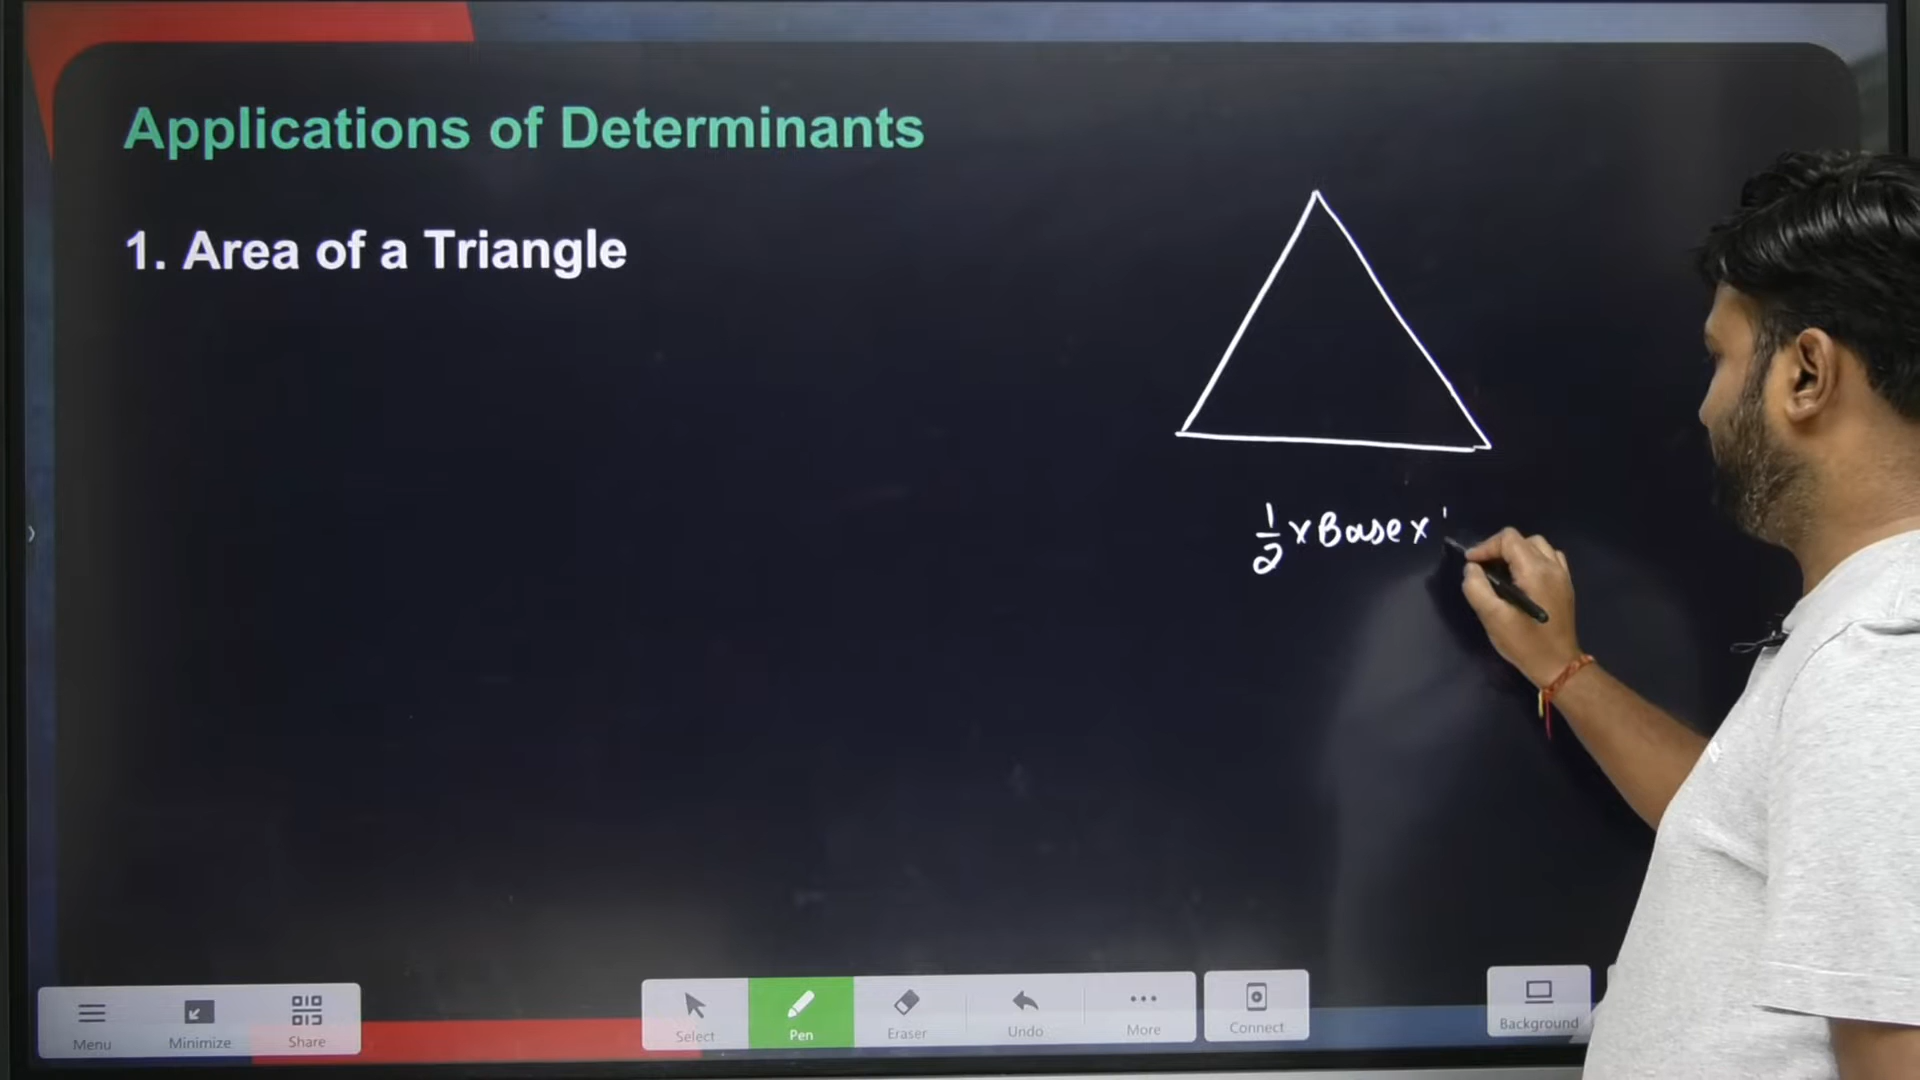 Applications of Determinants
1. Area of a Triangle
1/2 x Base x
Menu
Minimize
Share
Select
Pen
Eraser
Undo
More
Connect
Background